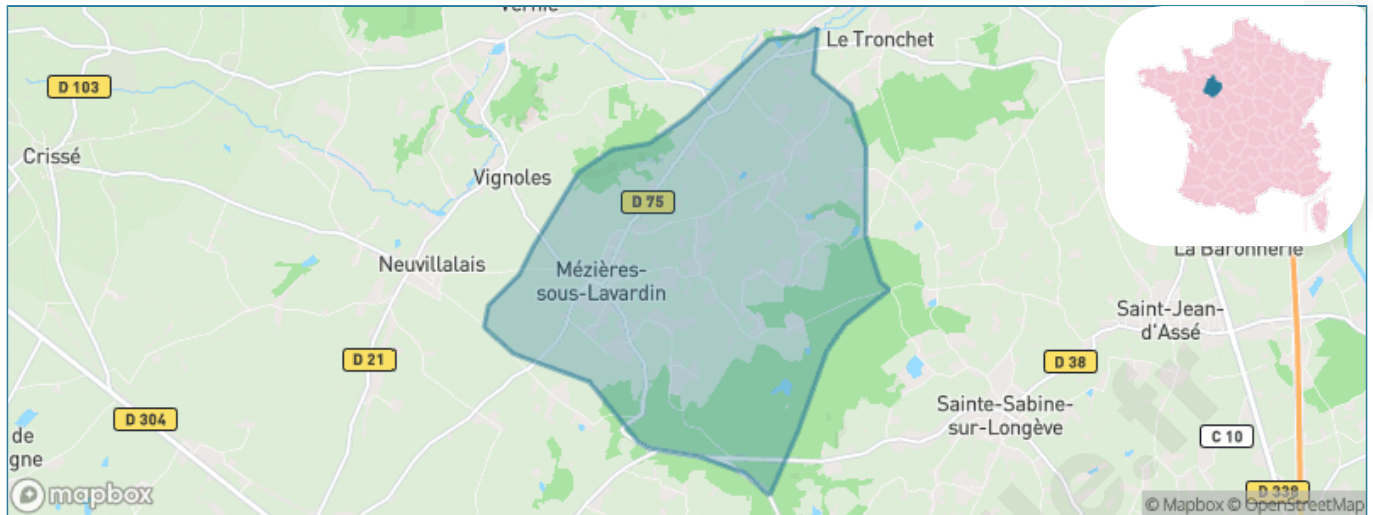 Vernie
Le Tronchet
D 103
Crissé
Vignoles
D 75
La Baronnerie
Neuvillalais
Mézières-
sous-Lavardin
Saint-Jean-
d'Assé
D 21
D 38
Sainte-Sabine-
sur-Longève
D 304
de
gne
C 10
D 338
mapbox
© Mapbox © OpenStreetMap